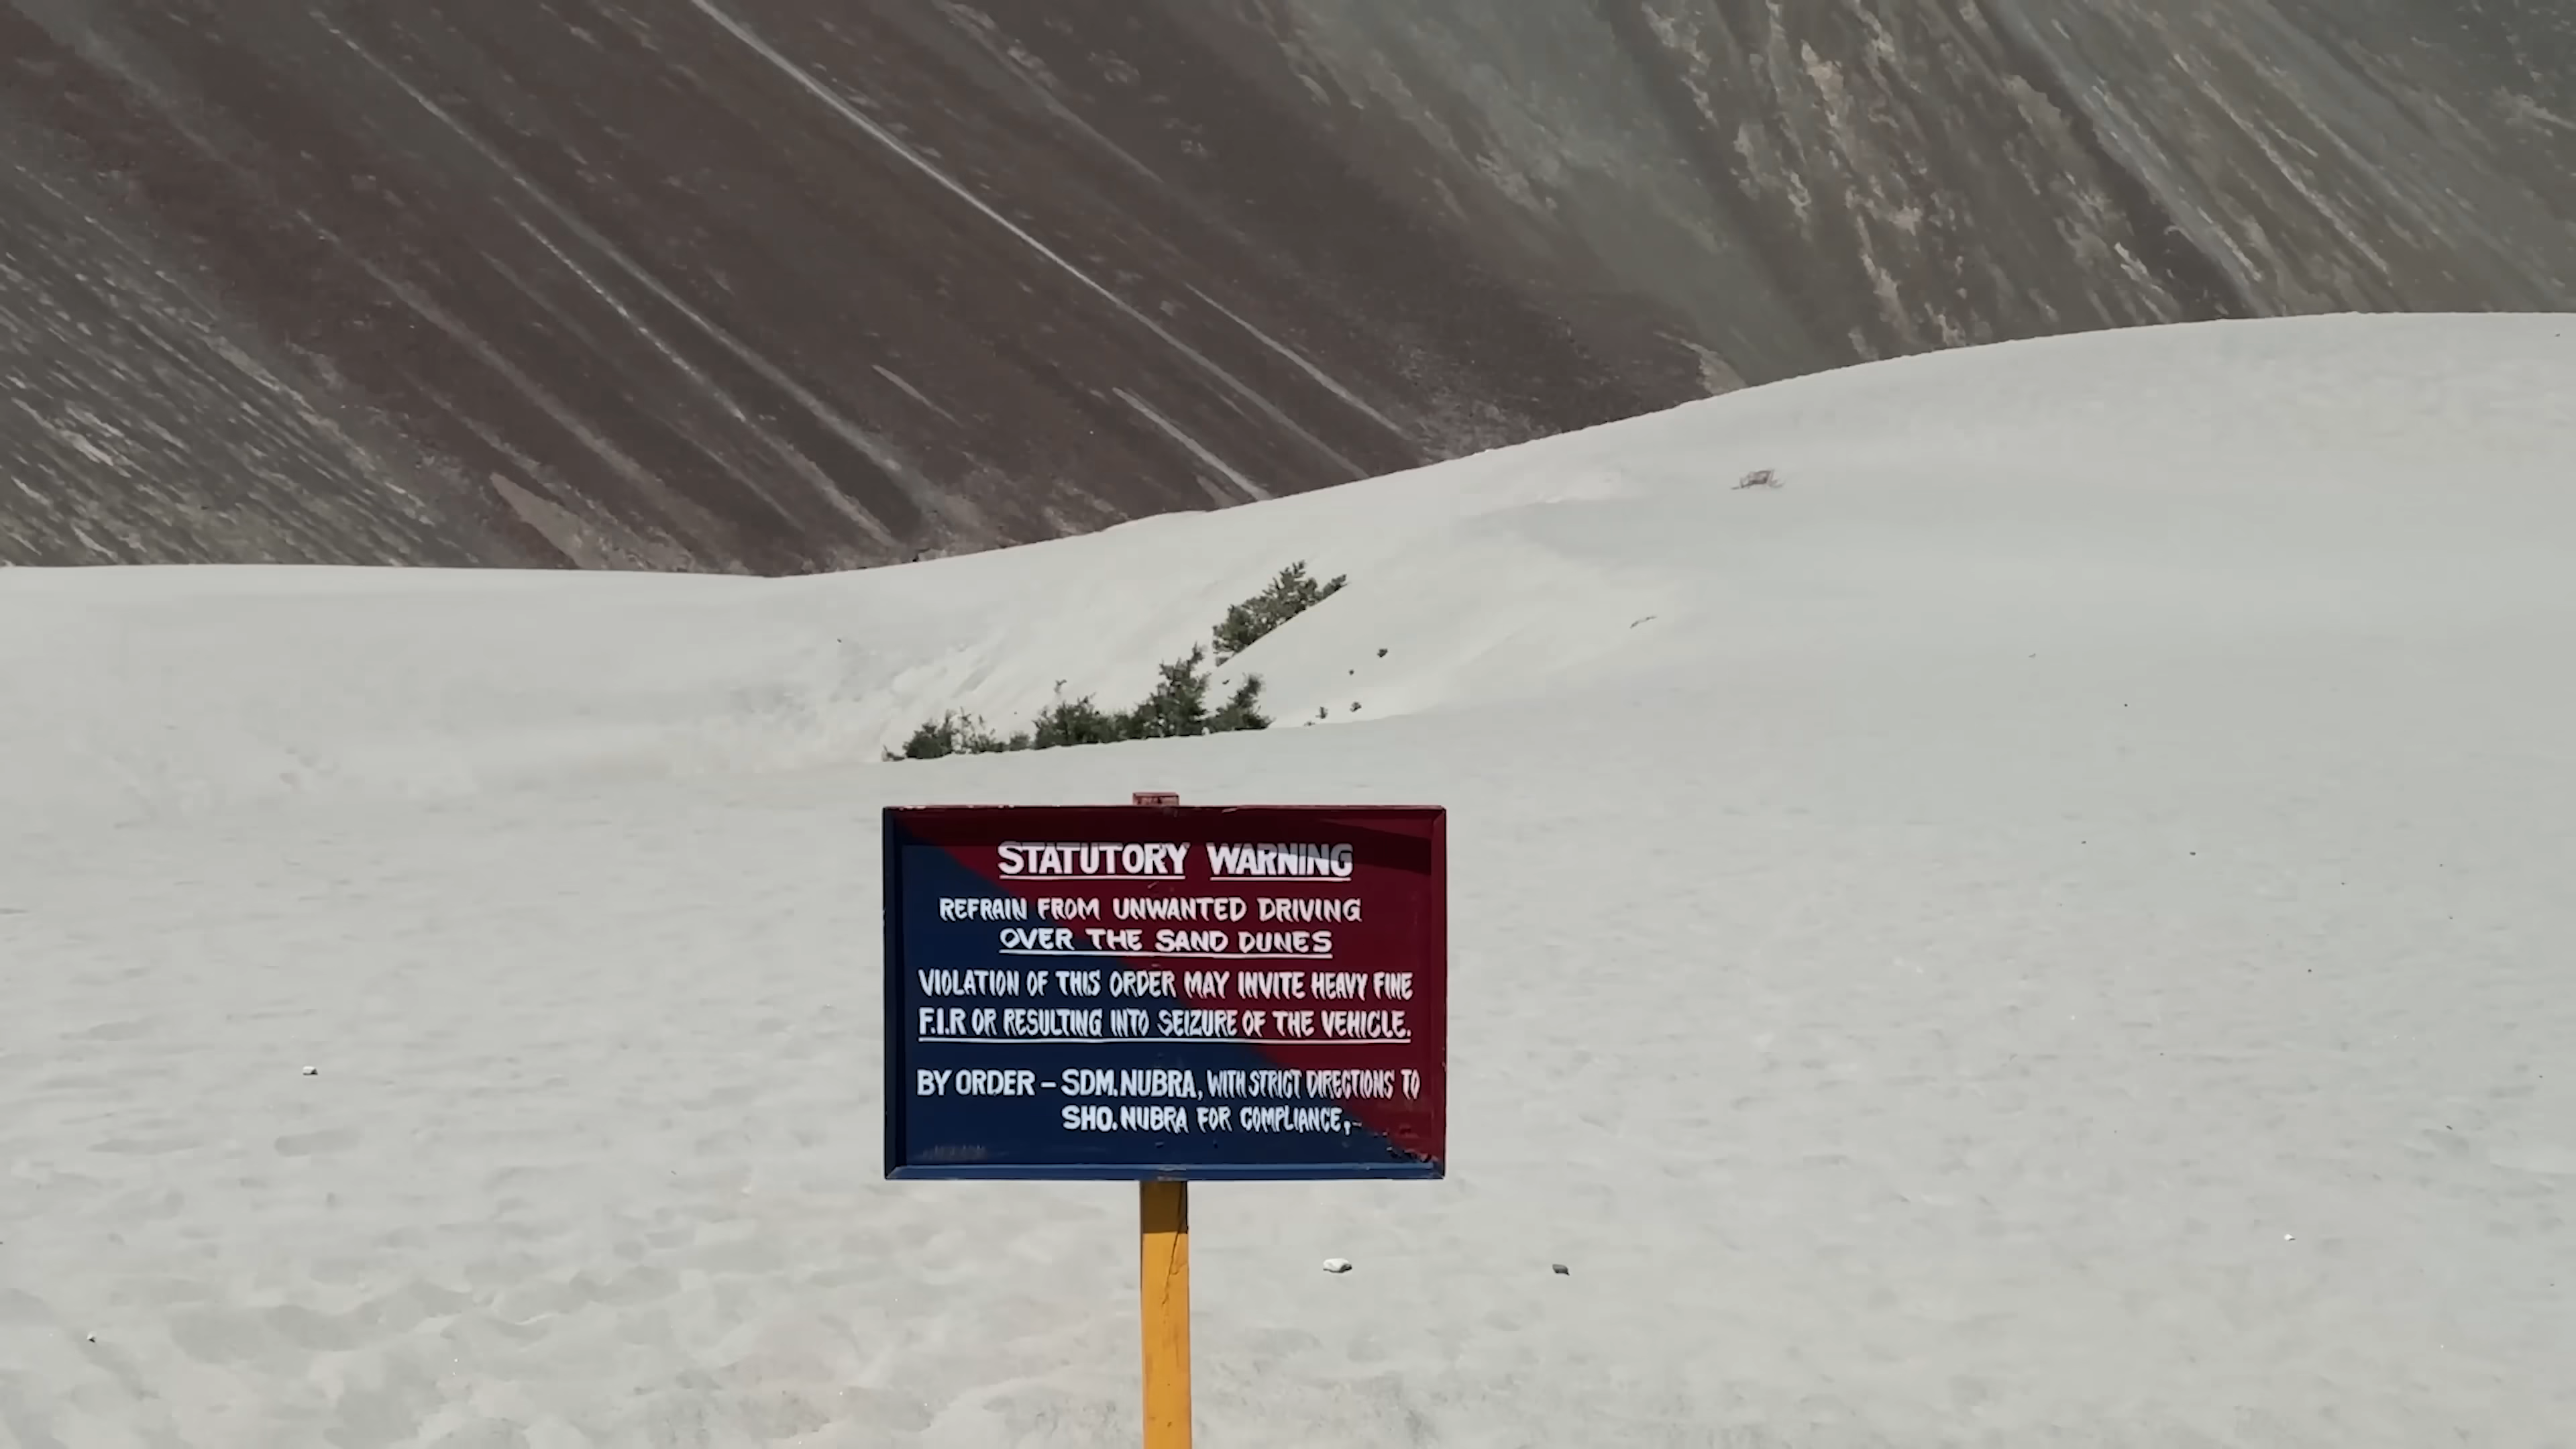 STATUTORY WARNING
REFRAIN FROM UNWANTED DRIVING
OVER THE SAND DUNES
VIOLATION OF THIS ORDER MAY INVITE HEAVY FINE
F.I.R OR RESULTING INTO SEIZURE OF THE VEHICLE.
BY ORDER - SDM.NUBRA, WITH STRICT DIRECTIONS TO
SHO.NUBRA FOR COMPLIANCE,-